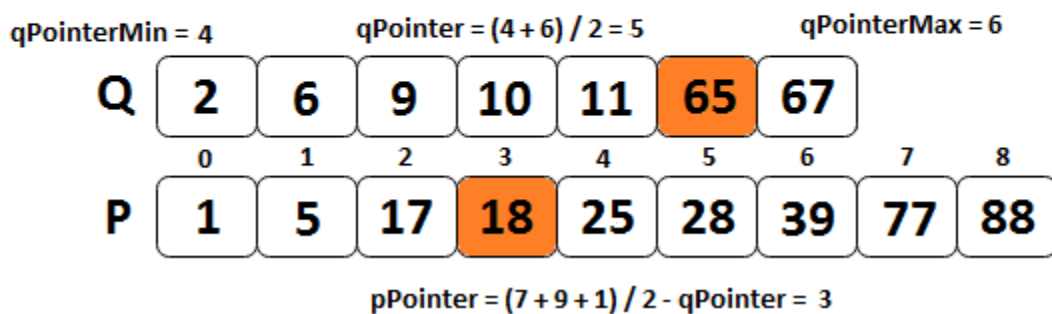 qPointerMin = 4 qPointer = (4 + 6) / 2 = 5 qPointerMax = 6
Q 2 6 9 10 11 65 67
0 1 2 3 4 5 6 7 8
P 1 5 17 18 25 28 39 77 88
pPointer = (7 + 9 + 1) / 2 - qPointer = 3